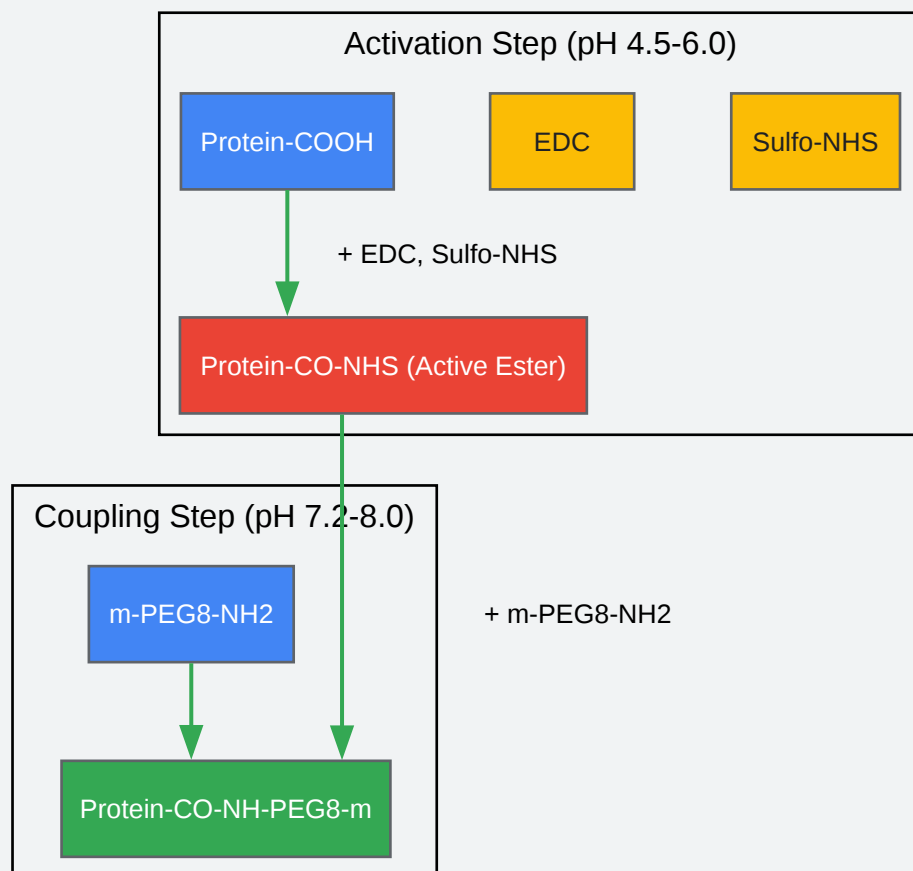 Activation Step (pH 4.5-6.0)
Protein-COOH
EDC
Sulfo-NHS
+ EDC, Sulfo-NHS
Protein-CO-NHS (Active Ester)
Coupling Step (pH 7.2-8.0)
m-PEG8-NH2
+ m-PEG8-NH2
Protein-CO-NH-PEG8-m